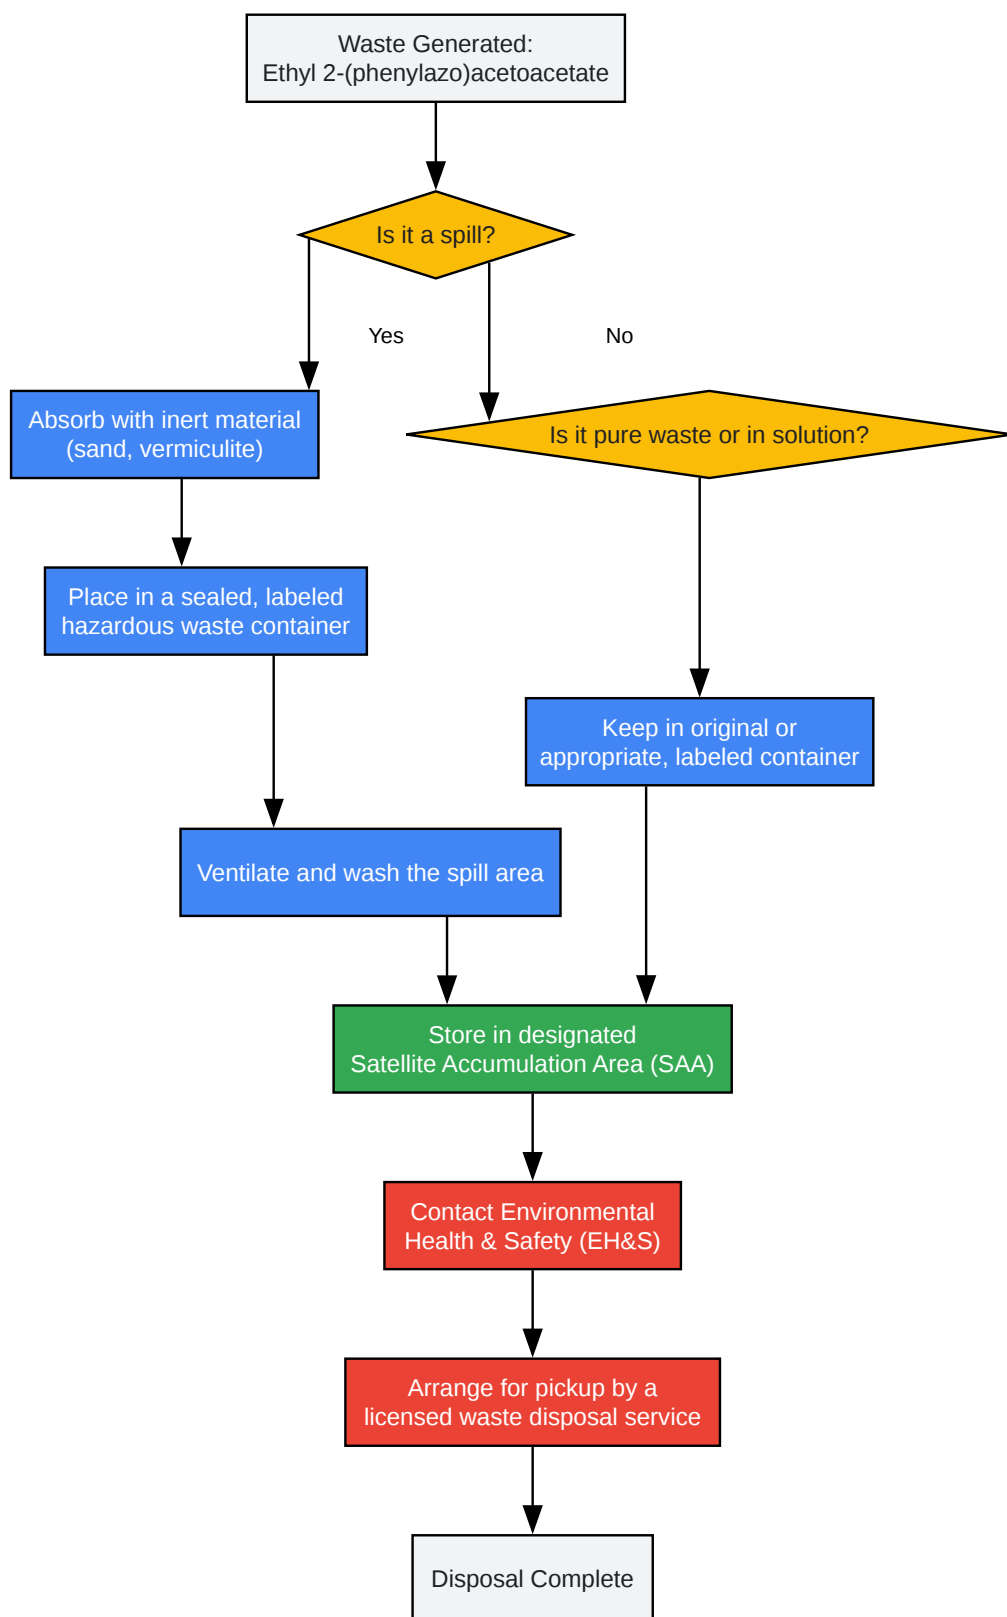 Waste Generated:
Ethyl 2-(phenylazo)acetoacetate
Is it a spill?
Yes
No
Absorb with inert material
(sand, vermiculite)
Is it pure waste or in solution?
Place in a sealed, labeled
hazardous waste container
Keep in original or
appropriate, labeled container
Ventilate and wash the spill area
Store in designated
Satellite Accumulation Area (SAA)
Contact Environmental
Health & Safety (EH&S)
Arrange for pickup by a
licensed waste disposal service
Disposal Complete